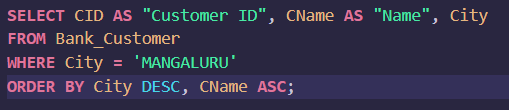 SELECT CID AS "Customer ID", CName AS "Name", City
FROM Bank_Customer
WHERE City = 'MANGALURU'
ORDER BY City DESC, CName ASC;